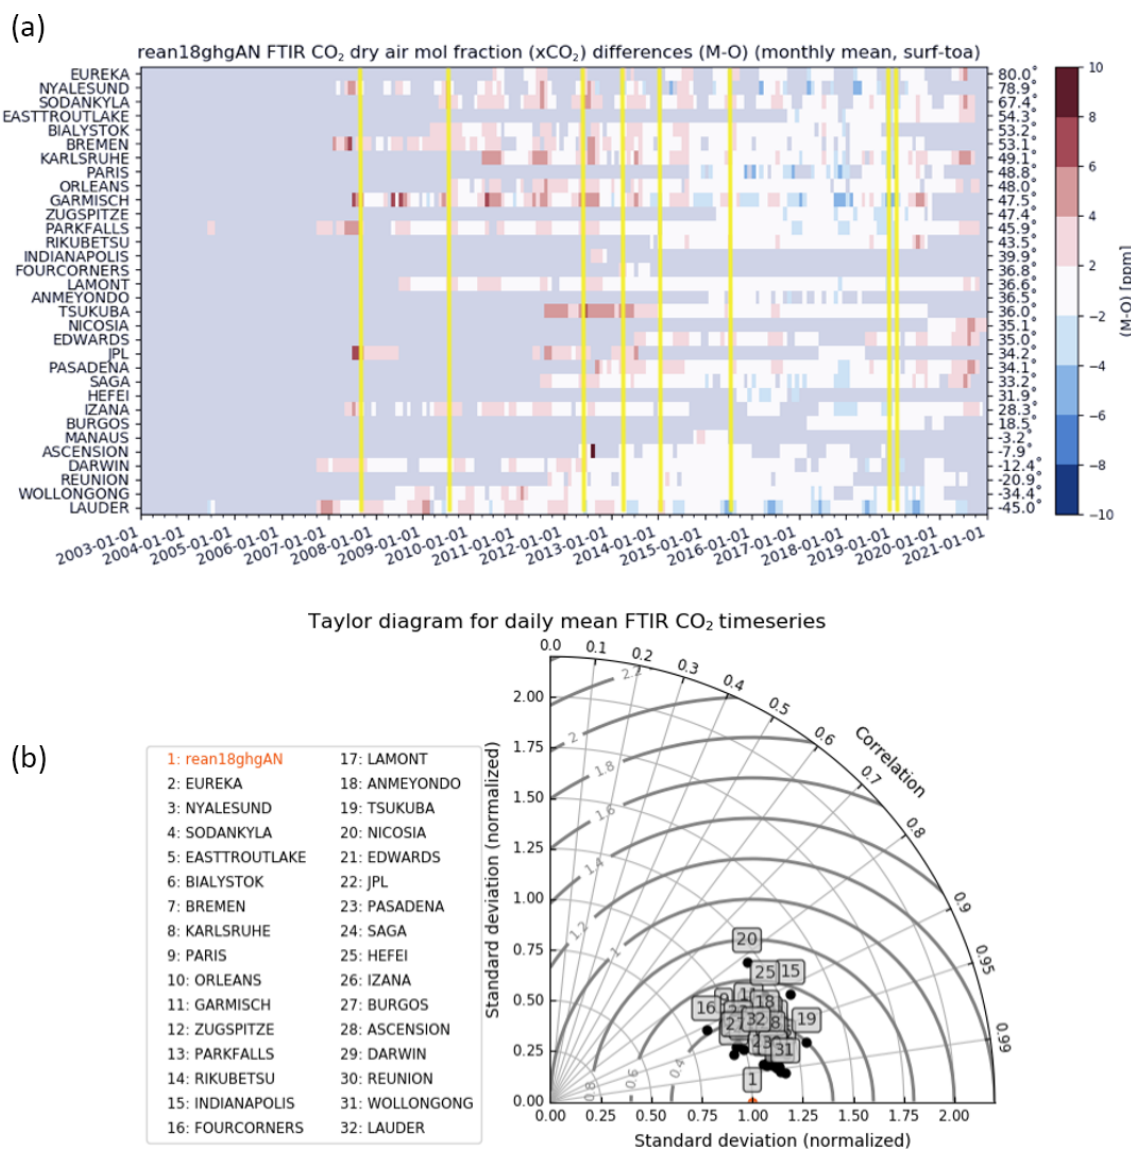 (a)
rean18ghgAN FTIR CO₂ dry air mol fraction (xCO₂) differences (M-O) (monthly mean, surf-toa)
EUREKA 80.0°
NYALESUND 78.9°
SODANKYLA 67.4°
EASTTROUTLAKE 54.3°
BIALYSTOK 53.2°
BREMEN 53.1°
KARLSRUHE 49.1°
PARIS 48.8°
ORLEANS 48.0°
GARMISCH 47.5°
ZUGSPITZE 47.4°
PARKFALLS 45.9°
RIKUBETSU 43.5°
INDIANAPOLIS 39.9°
FOURCORNERS 36.8°
LAMONT 36.6°
ANMEYONDO 36.5°
TSUKUBA 36.0°
NICOSIA 35.1°
EDWARDS 35.0°
JPL 34.2°
PASADENA 34.1°
SAGA 33.2°
HEFEI 31.9°
IZANA 28.3°
BURGOS 18.5°
MANAUS -3.2°
ASCENSION -7.9°
DARWIN -12.4°
REUNION -20.9°
WOLLONGONG -34.4°
LAUDER -45.0°
2003-01-01 2004-01-01 2005-01-01 2006-01-01 2007-01-01 2008-01-01 2009-01-01 2010-01-01 2011-01-01 2012-01-01 2013-01-01 2014-01-01 2015-01-01 2016-01-01 2017-01-01 2018-01-01 2019-01-01 2020-01-01 2021-01-01
10
8
6
4
2
−2
−4
−6
−8
−10
(M-O) [ppm]
Taylor diagram for daily mean FTIR CO₂ timeseries
(b)
1: rean18ghgAN 17: LAMONT
2: EUREKA 18: ANMEYONDO
3: NYALESUND 19: TSUKUBA
4: SODANKYLA 20: NICOSIA
5: EASTTROUTLAKE 21: EDWARDS
6: BIALYSTOK 22: JPL
7: BREMEN 23: PASADENA
8: KARLSRUHE 24: SAGA
9: PARIS 25: HEFEI
10: ORLEANS 26: IZANA
11: GARMISCH 27: BURGOS
12: ZUGSPITZE 28: ASCENSION
13: PARKFALLS 29: DARWIN
14: RIKUBETSU 30: REUNION
15: INDIANAPOLIS 31: WOLLONGONG
16: FOURCORNERS 32: LAUDER
Standard deviation (normalized)
2.00
1.75
1.50
1.25
1.00
0.75
0.50
0.25
0.00
0.0 0.1 0.2 0.3 0.4 0.5 0.6 0.7 0.8 0.9 0.95 0.99
Correlation
2.2
2
1.8
1.6
1.4
1.2
1
0.8
0.6
0.4
20
25 15
16 9 18
32 19
31
1
0.00 0.25 0.50 0.75 1.00 1.25 1.50 1.75 2.00
Standard deviation (normalized)